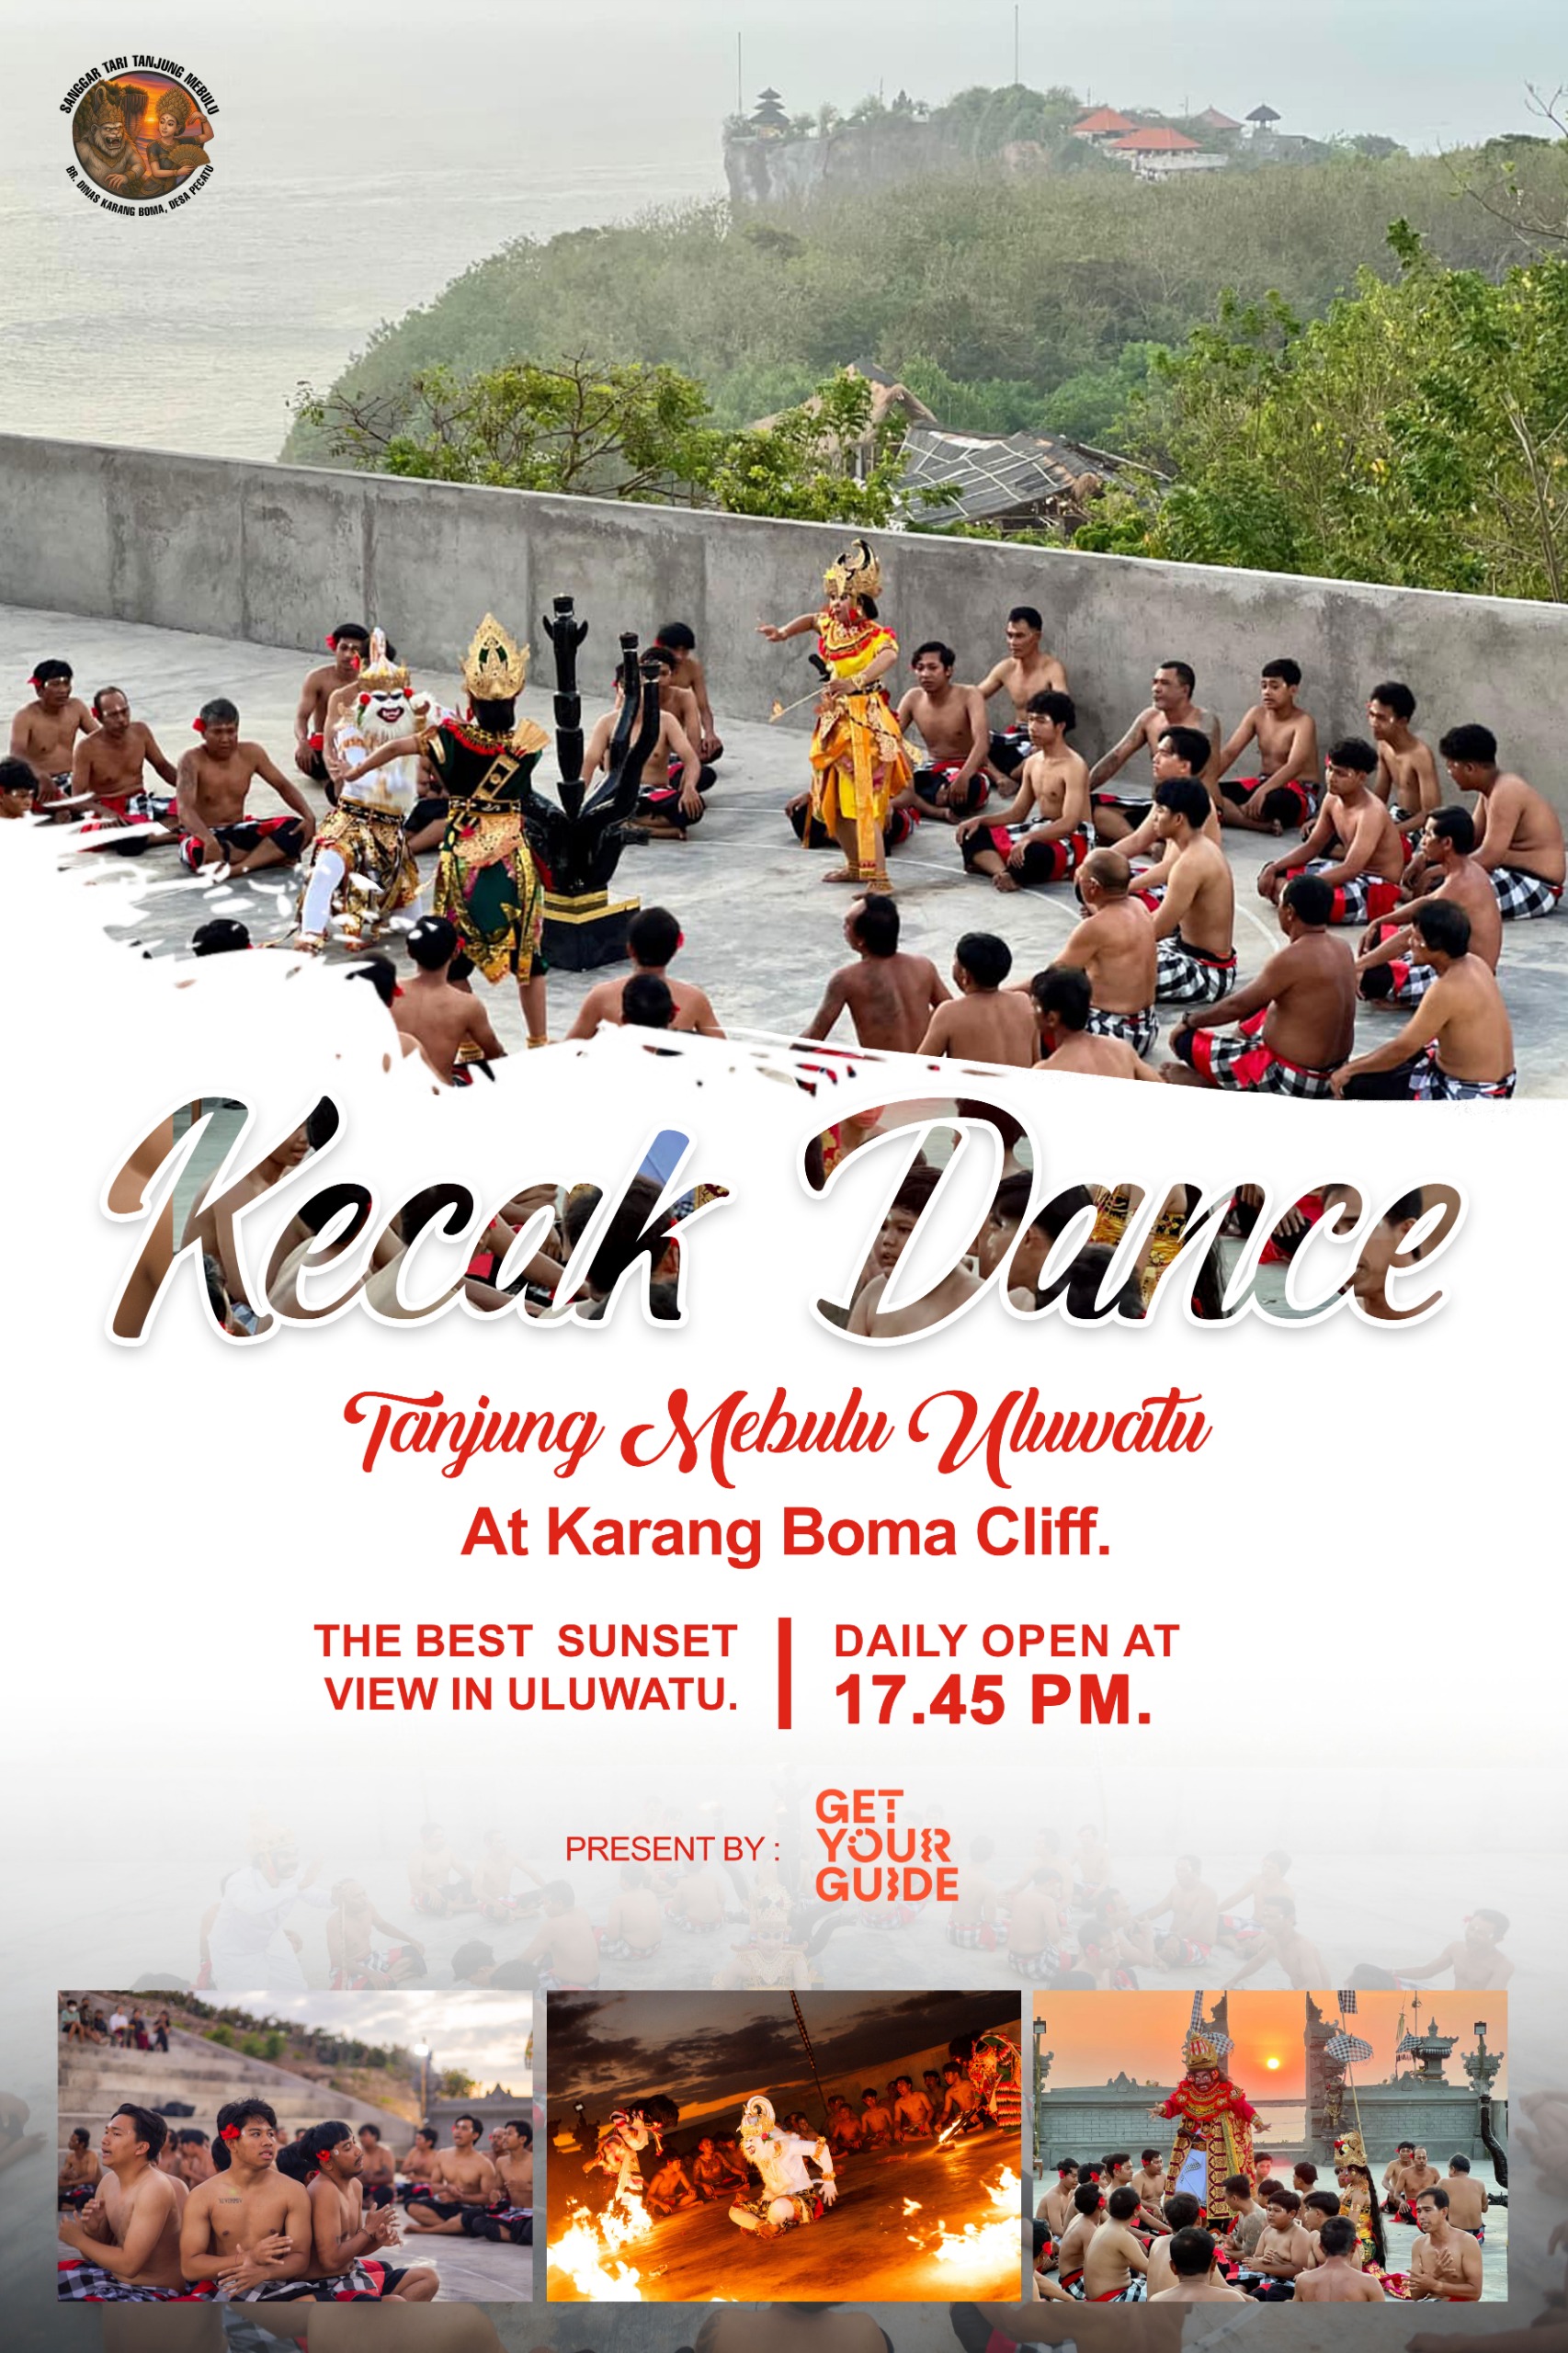 SANGGAR TARI TANJUNG MEBULU
BR. DINAS KARANG BOMA, DESA PECATU
Kecak Dance
Tanjung Mebulu Uluwatu
At Karang Boma Cliff.
THE BEST SUNSET
VIEW IN ULUWATU.
DAILY OPEN AT
17.45 PM.
PRESENT BY :
GET
YOUR
GUIDE